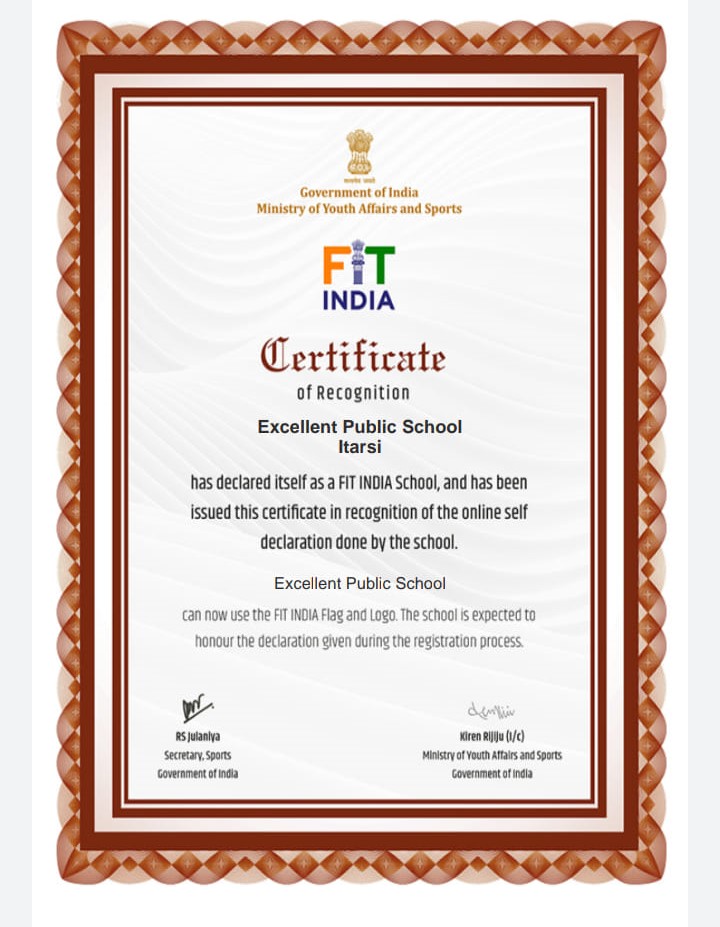 सत्यमेव जयते
Government of India
Ministry of Youth Affairs and Sports
FIT
INDIA
Certificate
of Recognition
Excellent Public School
Itarsi
has declared itself as a FIT INDIA School, and has been
issued this certificate in recognition of the online self
declaration done by the school.
Excellent Public School
can now use the FIT INDIA Flag and Logo. The school is expected to
honour the declaration given during the registration process.
RS Julaniya
Secretary, Sports
Government of India
Kiren Rijiju (I/c)
Ministry of Youth Affairs and Sports
Government of India